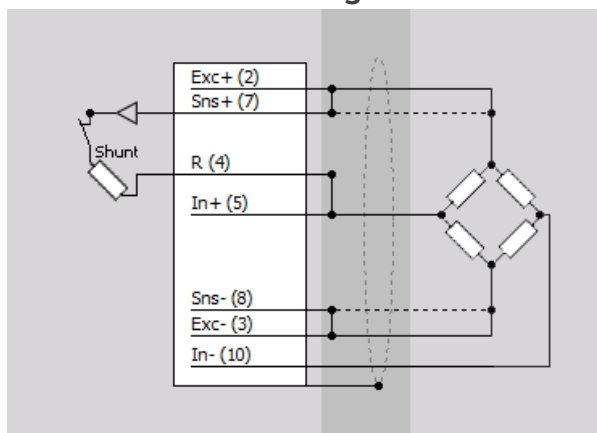 Exc+ (2)
Sns+ (7)
Shunt
R (4)
In+ (5)
Sns- (8)
Exc- (3)
In- (10)